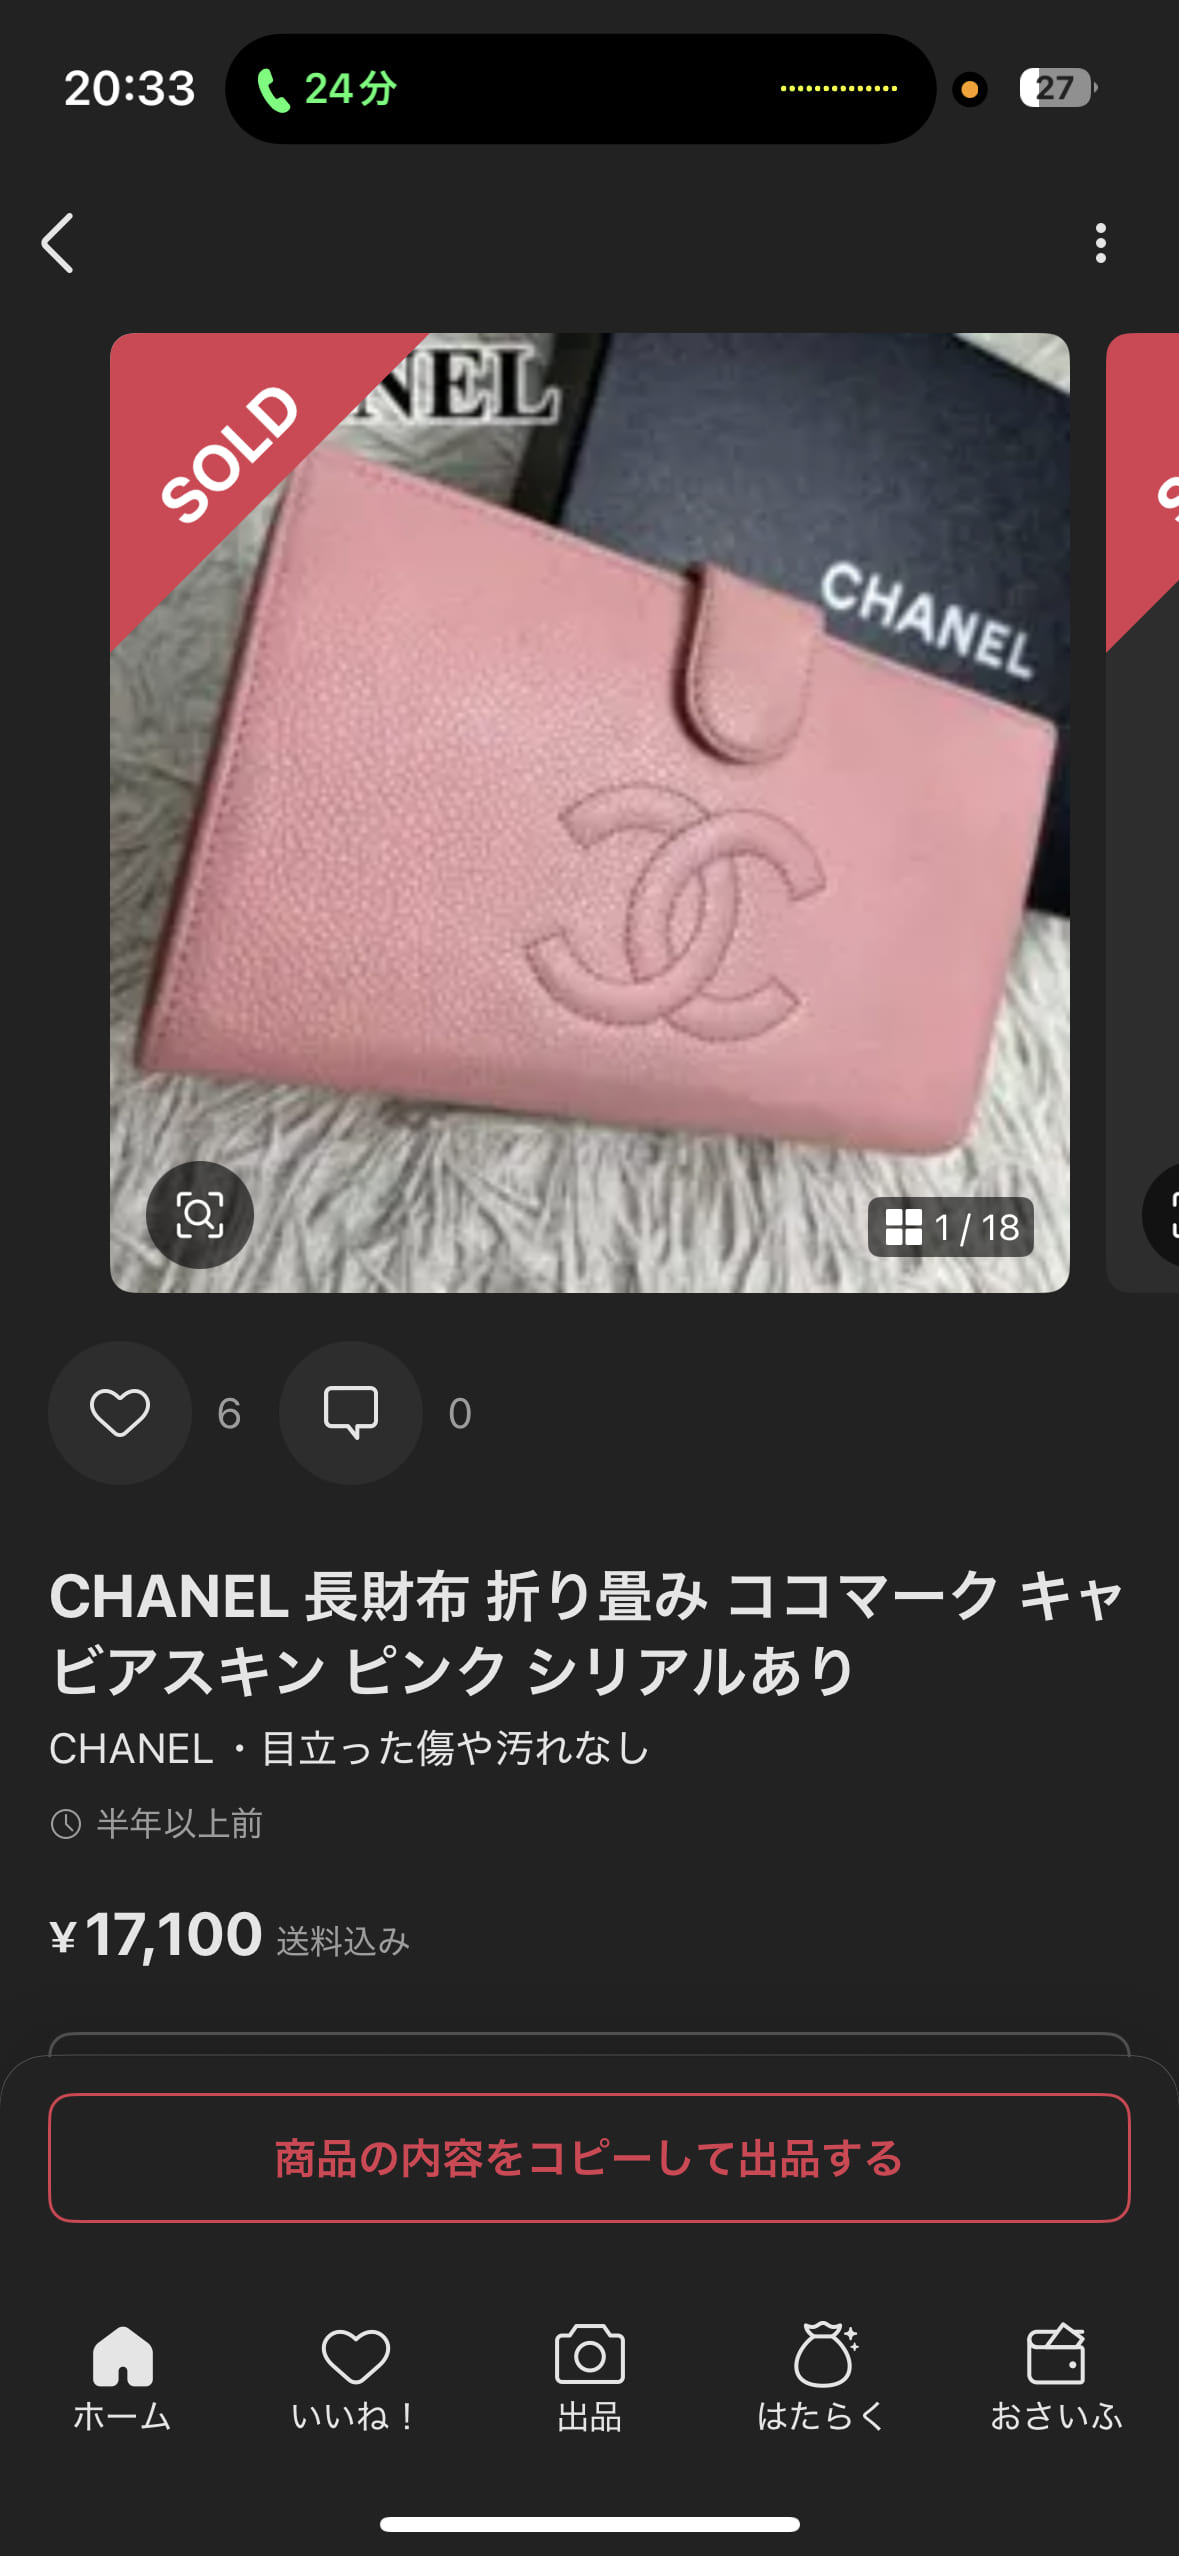 20:33
24分
27
SOLD
NEL
CHANEL
1 / 18
6
0
CHANEL 長財布 折り畳み ココマーク キャ
ビアスキン ピンク シリアルあり
CHANEL・目立った傷や汚れなし
半年以上前
¥17,100 送料込み
商品の内容をコピーして出品する
ホーム
いいね！
出品
はたらく
おさいふ